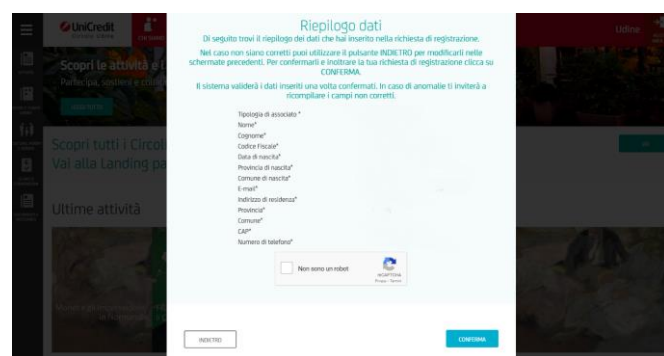 UniCredit
Udine
Scopri le attività e i
Partecipa, sostieni e
Scopri tutti i Circoli
Vai alla Landing pa
Ultime attività
Riepilogo dati
Di seguito trovi il riepilogo dei dati che hai inserito nella richiesta di registrazione.
Nel caso non siano corretti puoi utilizzare il pulsante INDIETRO per modificarli nelle
schermate precedenti. Per confermarli e inoltrare la tua richiesta di registrazione clicca su
CONFERMA.
Il sistema validerà i dati inseriti una volta confermati. In caso di anomalie ti inviterà a
ricompilare i campi non corretti.
Tipologia di associato *
Nome*
Cognome*
Codice Fiscale*
Data di nascita*
Provincia di nascita*
Comune di nascita*
E-mail*
Indirizzo di residenza*
Provincia*
Comune*
CAP*
Numero di telefono*
Non sono un robot
reCAPTCHA
Privacy - Termini
INDIETRO
CONFERMA